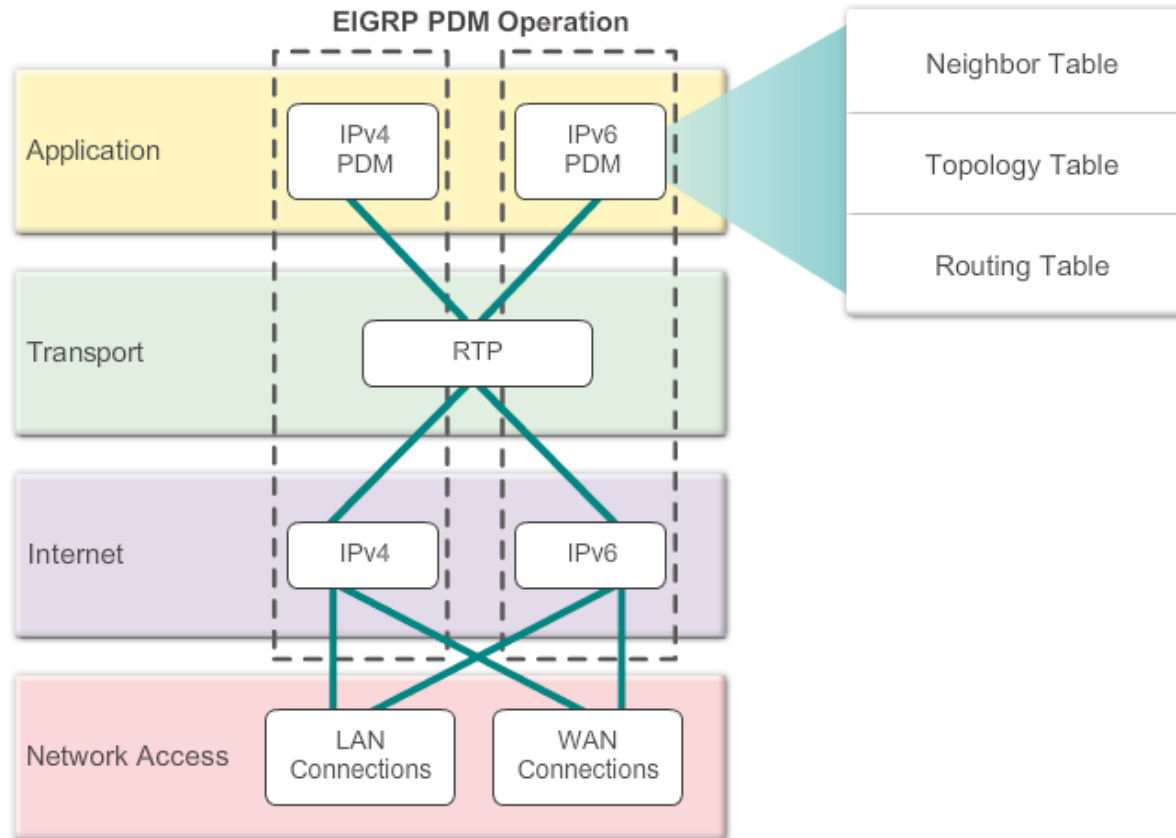 EIGRP PDM Operation
Application
IPv4
PDM
IPv6
PDM
Neighbor Table
Topology Table
Routing Table
Transport
RTP
Internet
IPv4
IPv6
Network Access
LAN
Connections
WAN
Connections